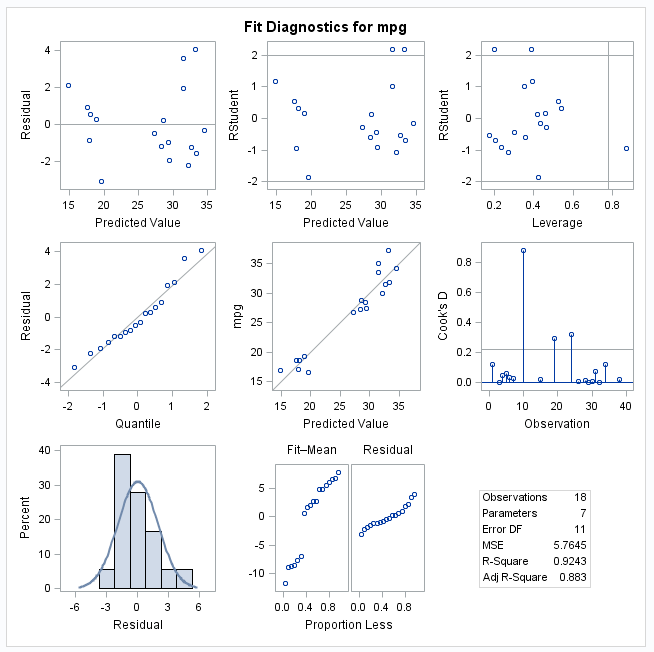 Fit Diagnostics for mpg
Residual
4
2
0
-2
15 20 25 30 35
Predicted Value
RStudent
2
1
0
-1
-2
15 20 25 30 35
Predicted Value
RStudent
2
1
0
-1
-2
0.2 0.4 0.6 0.8
Leverage
Residual
4
2
0
-2
-4
-2 -1 0 1 2
Quantile
mpg
35
30
25
20
15
15 20 25 30 35
Predicted Value
Cook's D
0.8
0.6
0.4
0.2
0.0
0 10 20 30 40
Observation
Percent
40
30
20
10
0
-6 -3 0 3 6
Residual
Fit–Mean Residual
5
0
-5
-10
0.0 0.4 0.8 0.0 0.4 0.8
Proportion Less
Observations 18
Parameters 7
Error DF 11
MSE 5.7645
R-Square 0.9243
Adj R-Square 0.883